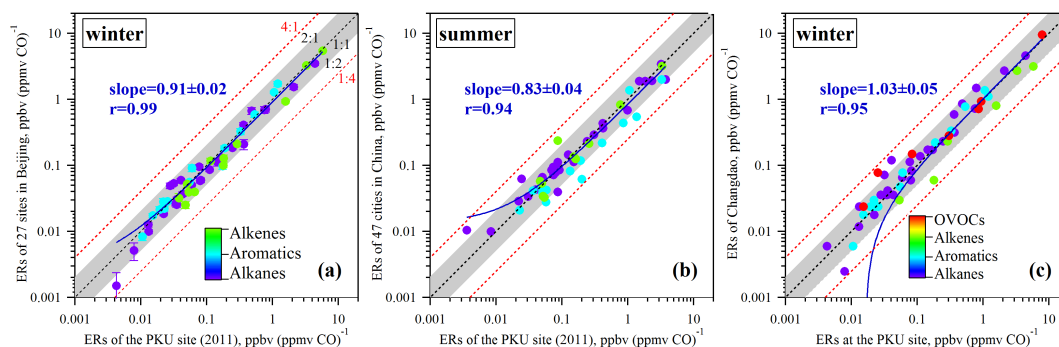 winter
4:1
2:1
1:1
1:2
1:4
slope=0.91±0.02
r=0.99
Alkenes
Aromatics
Alkanes
(a)
10
1
0.1
0.01
0.001
0.001
0.01
0.1
1
10
ERs of 27 sites in Beijing, ppbv (ppmv CO)-1
ERs of the PKU site (2011), ppbv (ppmv CO)-1
summer
slope=0.83±0.04
r=0.94
(b)
10
1
0.1
0.01
0.001
0.001
0.01
0.1
1
10
ERs of 47 cities in China, ppbv (ppmv CO)-1
ERs of the PKU site (2011), ppbv (ppmv CO)-1
winter
slope=1.03±0.05
r=0.95
OVOCs
Alkenes
Aromatics
Alkanes
(c)
10
1
0.1
0.01
0.001
0.001
0.01
0.1
1
10
ERs of Changdao, ppbv (ppmv CO)-1
ERs at the PKU site, ppbv (ppmv CO)-1